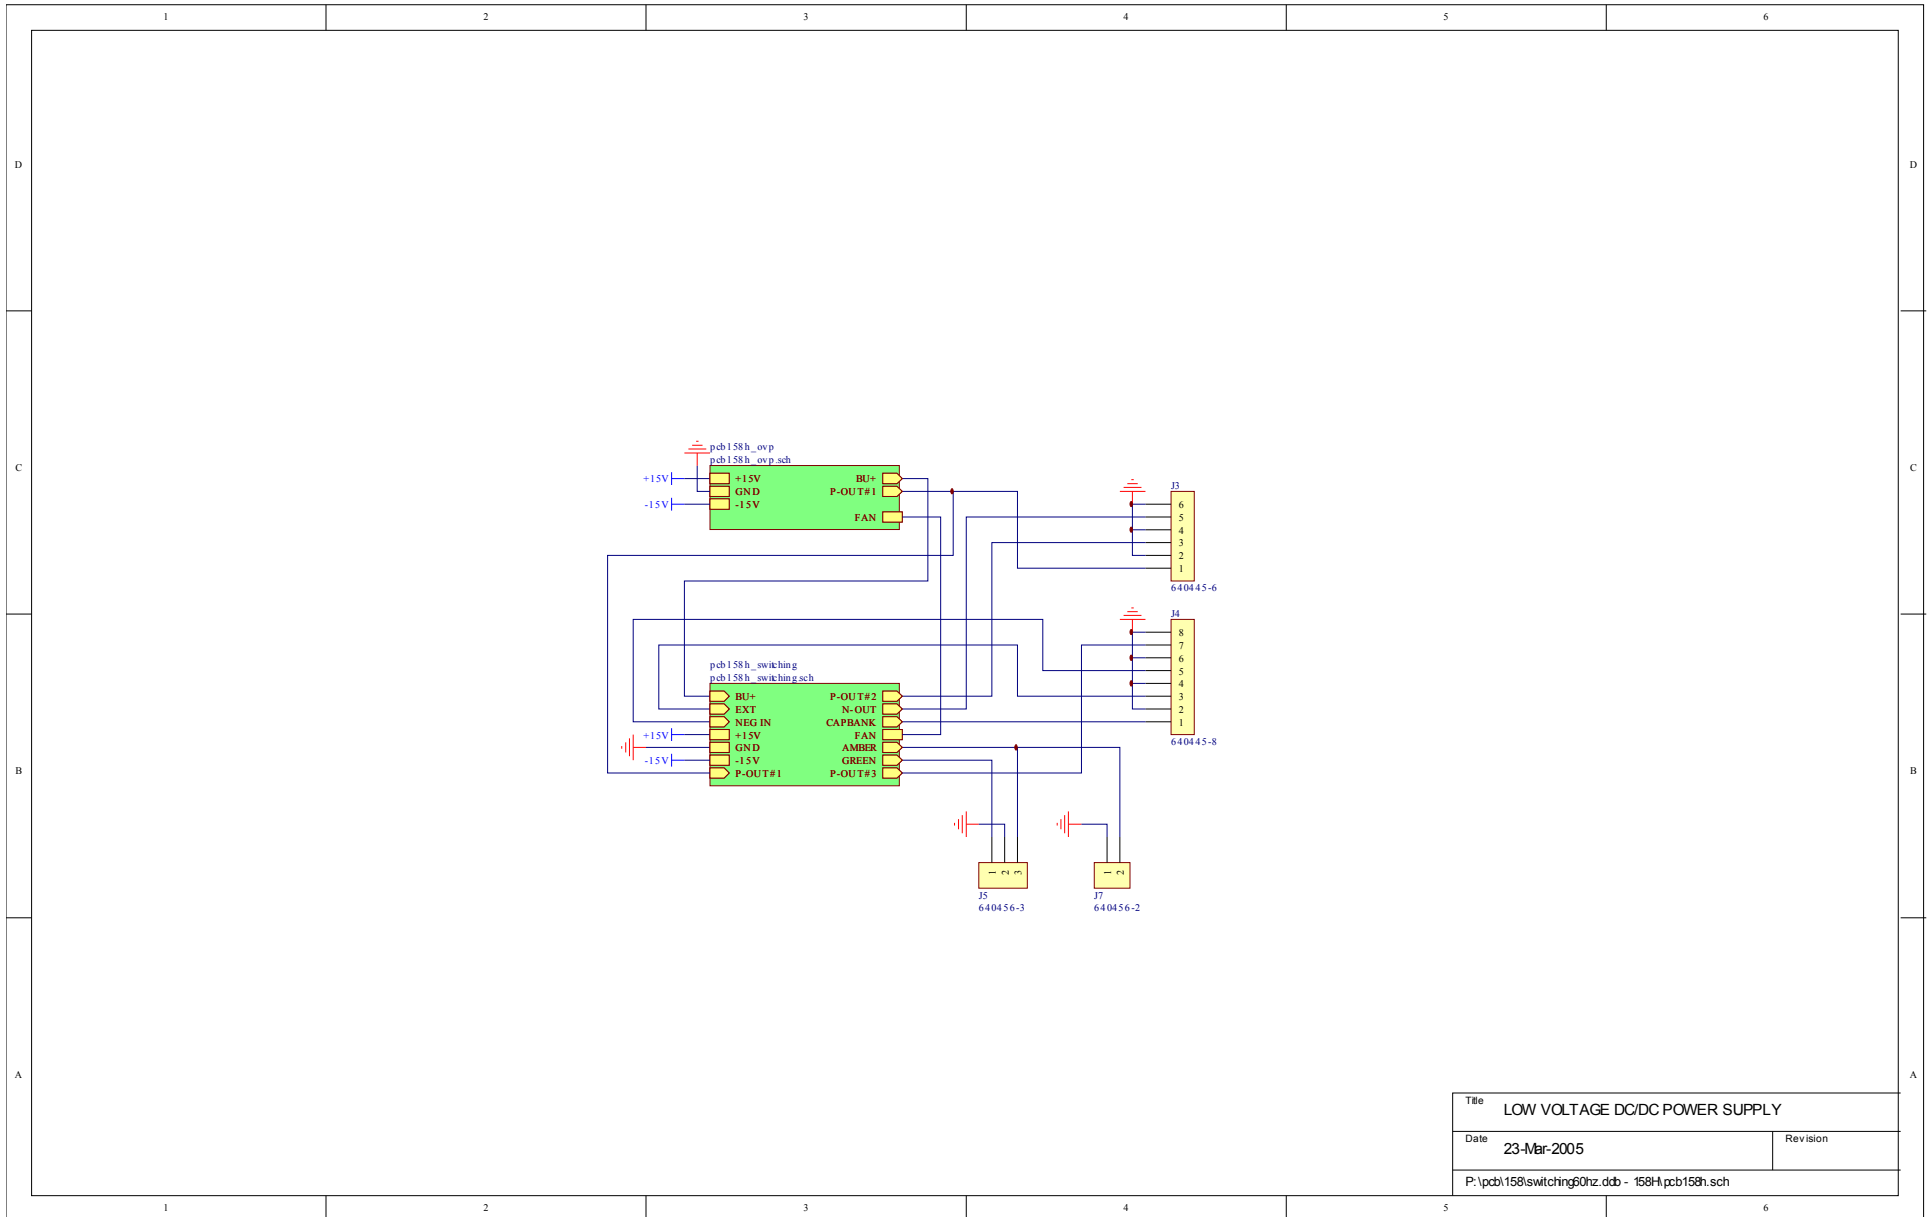 1 2 3 4 5 6
D D
C C
pcb158h_ovp
pcb158h_ovp.sch
+15V +15V BU+
GND P-OUT#1
-15V -15V
FAN
J3
6
5
4
3
2
1
640445-6
J4
8
7
6
5
4
3
2
1
640445-8
pcb158h_switching
pcb158h_switching.sch
BU+ P-OUT#2
EXT N-OUT
NEG IN CAPBANK
+15V +15V FAN
GND AMBER
-15V -15V GREEN
P-OUT#1 P-OUT#3
B B
1 2 3
J5
640456-3
1 2
J7
640456-2
A A
Title LOW VOLTAGE DC/DC POWER SUPPLY
Date 23-Mar-2005 Revision
P:\pcb\158\switching60hz.ddb - 158H\pcb158h.sch
1 2 3 4 5 6